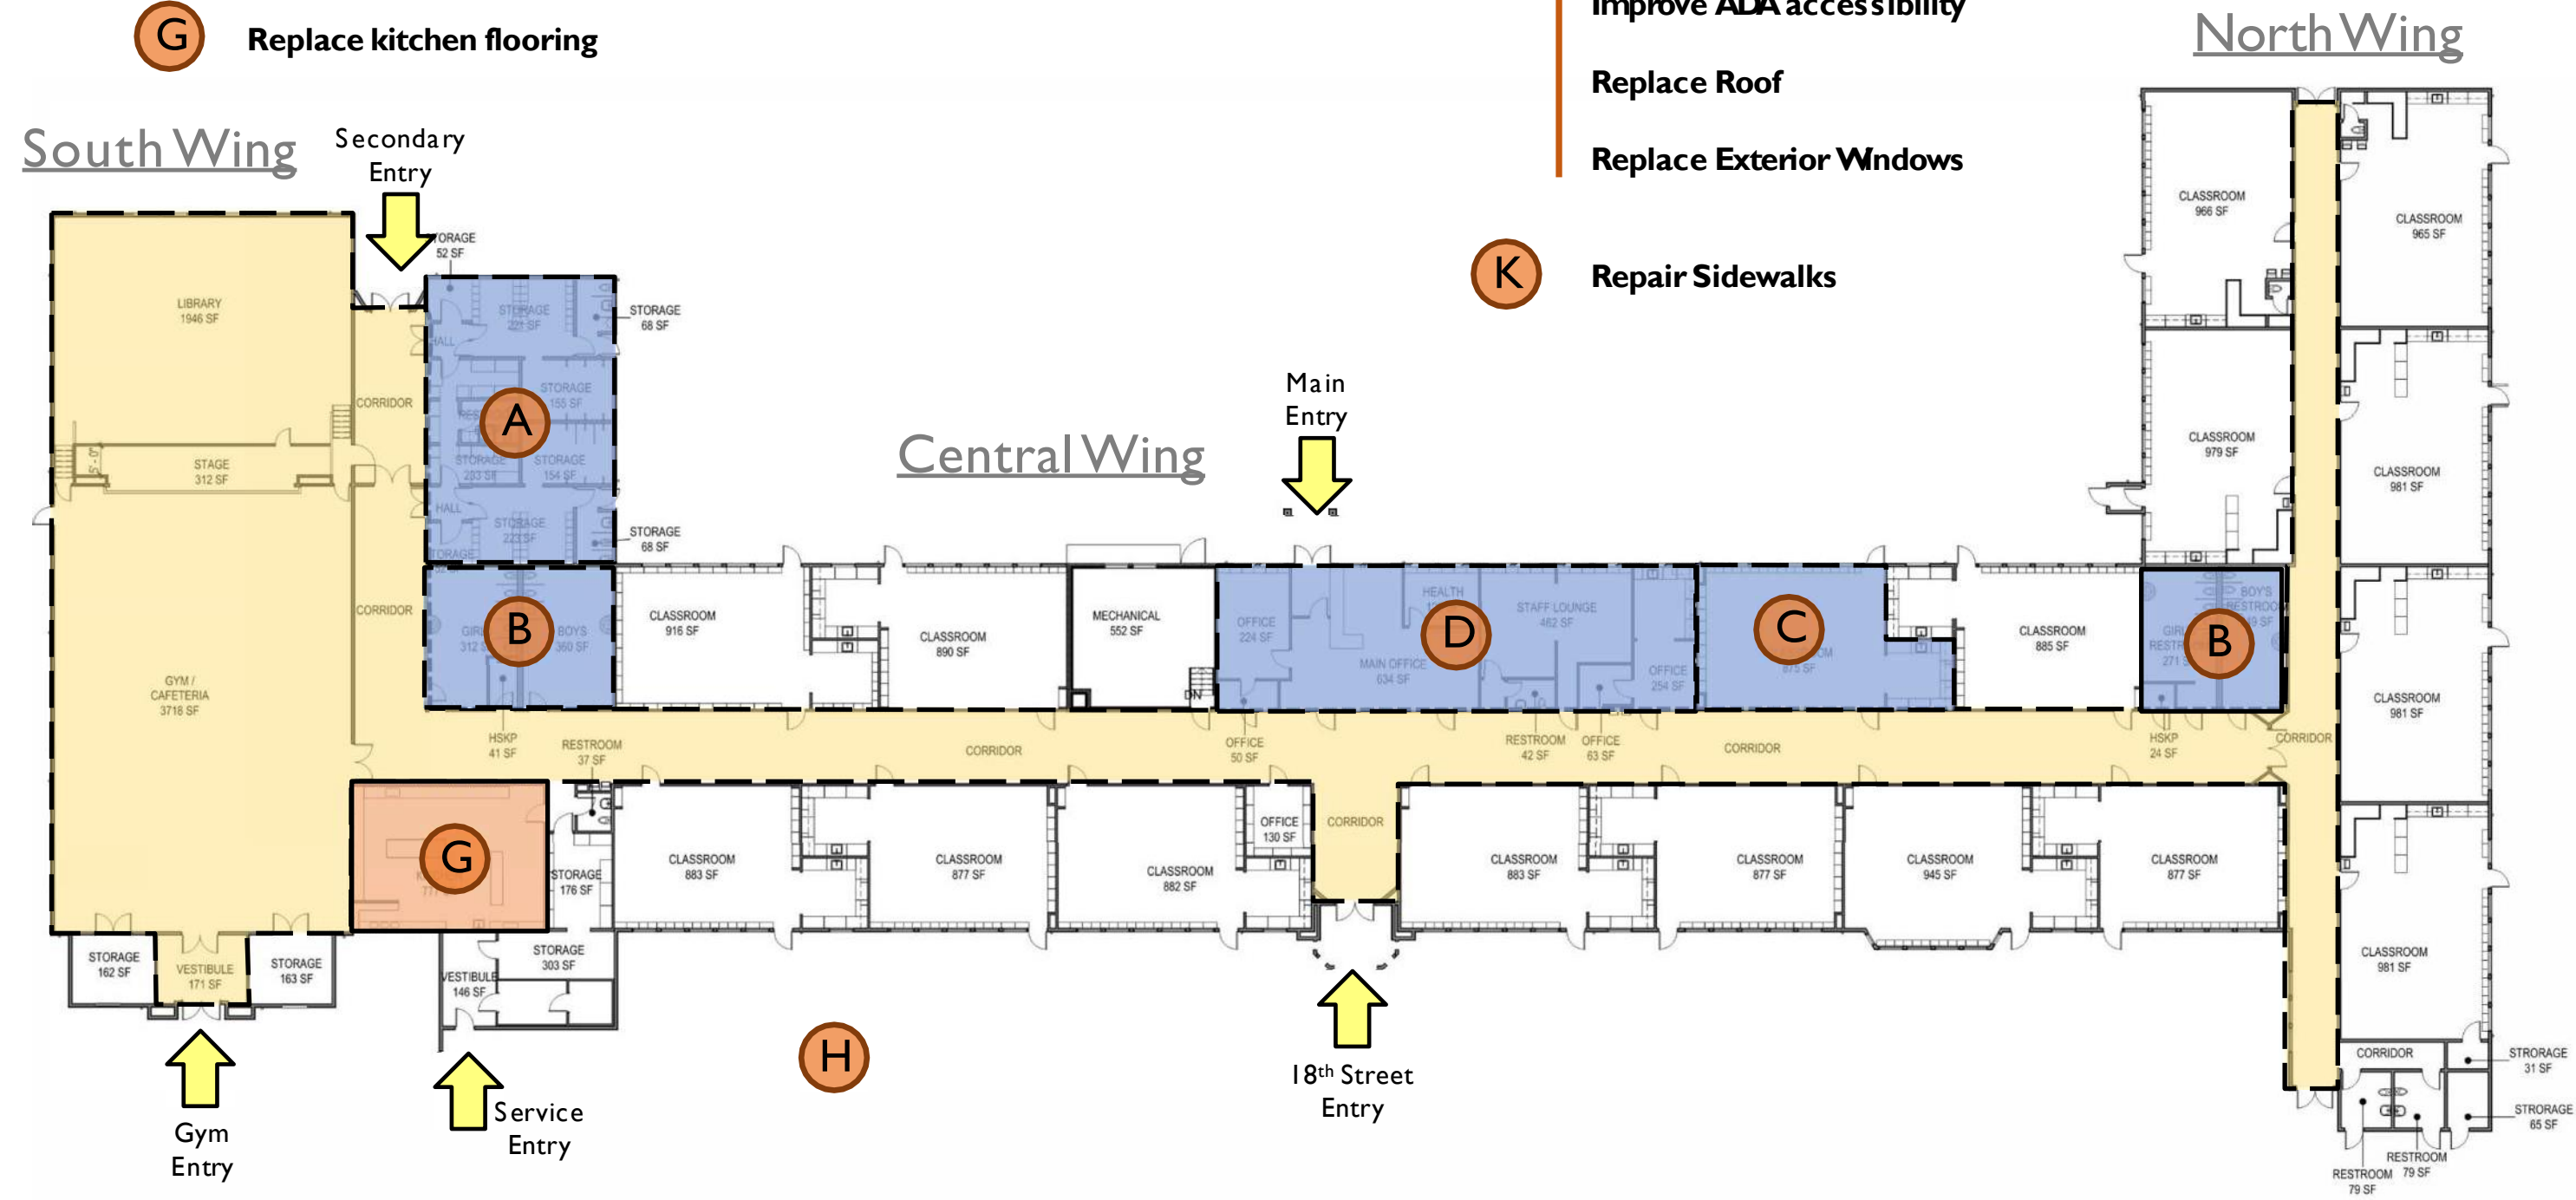 G
Replace kitchen flooring
Improve ADA accessibility
Replace Roof
Replace Exterior Windows
K
Repair Sidewalks
North Wing
South Wing
Secondary
Entry
Central Wing
Main
Entry
LIBRARY
1946 SF
STAGE
312 SF
5'-0"
GYM /
CAFETERIA
3718 SF
CORRIDOR
CORRIDOR
52 SF
STORAGE
STORAGE
68 SF
HALL
A
STORAGE
155 SF
STORAGE
STORAGE
154 SF
HALL
STORAGE
STORAGE
68 SF
B
BOYS
360 SF
CLASSROOM
916 SF
CLASSROOM
890 SF
MECHANICAL
552 SF
DN
OFFICE
224 SF
HEALTH
D
MAIN OFFICE
634 SF
STAFF LOUNGE
462 SF
OFFICE
254 SF
C
CLASSROOM
885 SF
B
BOY'S
CLASSROOM
966 SF
CLASSROOM
965 SF
CLASSROOM
979 SF
CLASSROOM
981 SF
CLASSROOM
981 SF
CLASSROOM
981 SF
HSKP
41 SF
RESTROOM
37 SF
CORRIDOR
OFFICE
50 SF
RESTROOM
42 SF
OFFICE
63 SF
CORRIDOR
HSKP
24 SF
CORRIDOR
G
STORAGE
176 SF
CLASSROOM
883 SF
CLASSROOM
877 SF
CLASSROOM
882 SF
OFFICE
130 SF
CORRIDOR
CLASSROOM
883 SF
CLASSROOM
877 SF
CLASSROOM
945 SF
CLASSROOM
877 SF
STORAGE
162 SF
VESTIBULE
171 SF
STORAGE
163 SF
VESTIBULE
146 SF
STORAGE
303 SF
H
Gym
Entry
Service
Entry
18th Street
Entry
CORRIDOR
STRORAGE
31 SF
STRORAGE
65 SF
RESTROOM
79 SF
RESTROOM
79 SF